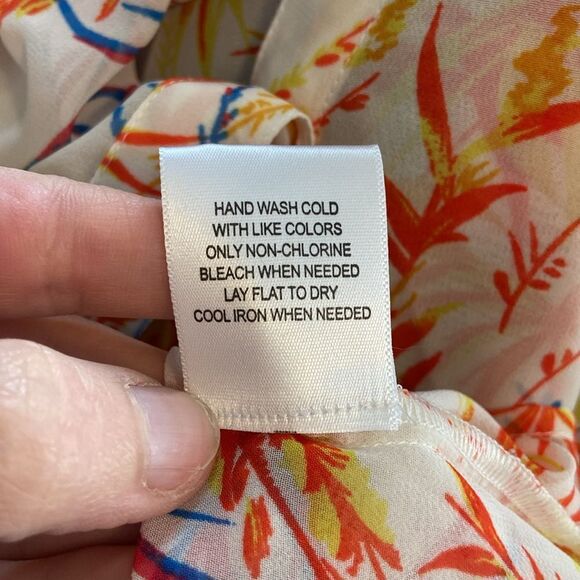 HAND WASH COLD
WITH LIKE COLORS
ONLY NON-CHLORINE
BLEACH WHEN NEEDED
LAY FLAT TO DRY
COOL IRON WHEN NEEDED